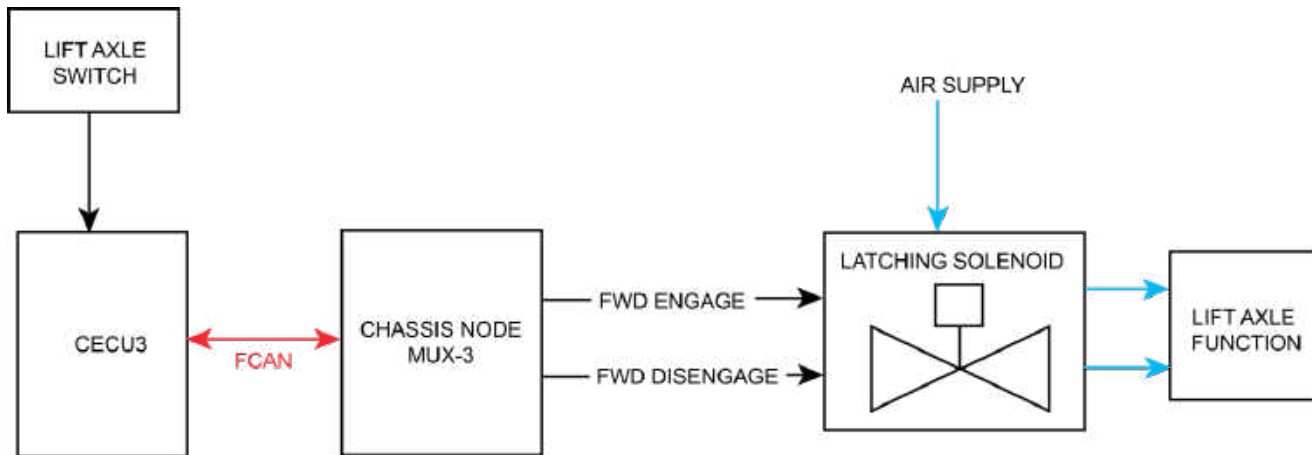 LIFT AXLE
SWITCH
AIR SUPPLY
CECU3
FCAN
CHASSIS NODE
MUX-3
FWD ENGAGE
FWD DISENGAGE
LATCHING SOLENOID
LIFT AXLE
FUNCTION